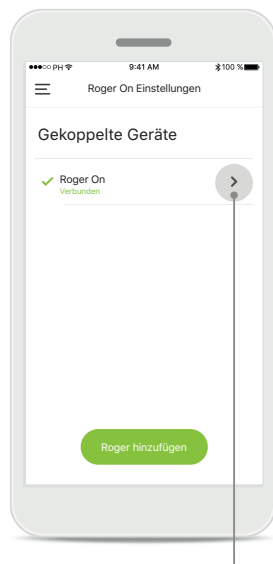 PH 9:41 AM 100 %
Roger On Einstellungen
Gekoppelte Geräte
Roger On
Verbunden
Roger hinzufügen